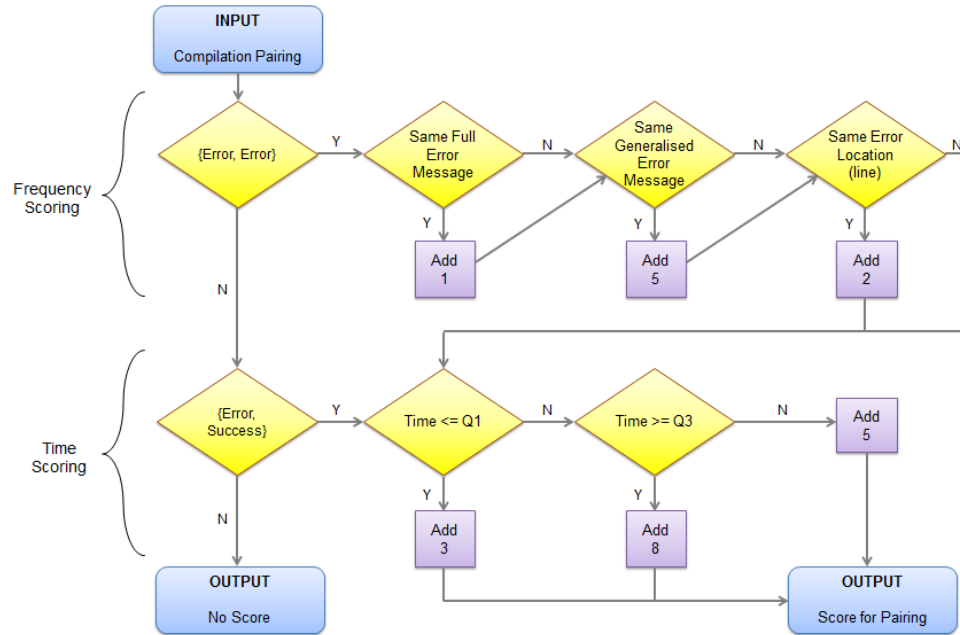 INPUT
Compilation Pairing
Frequency
Scoring
{Error, Error}
Y
Same Full
Error
Message
N
Same
Generalised
Error
Message
N
Same Error
Location
(line)
N
Y
Y
Y
Add
1
Add
5
Add
2
N
Time
Scoring
{Error,
Success}
Y
Time <= Q1
N
Time >= Q3
N
Add
5
Y
Y
N
Add
3
Add
8
OUTPUT
No Score
OUTPUT
Score for Pairing